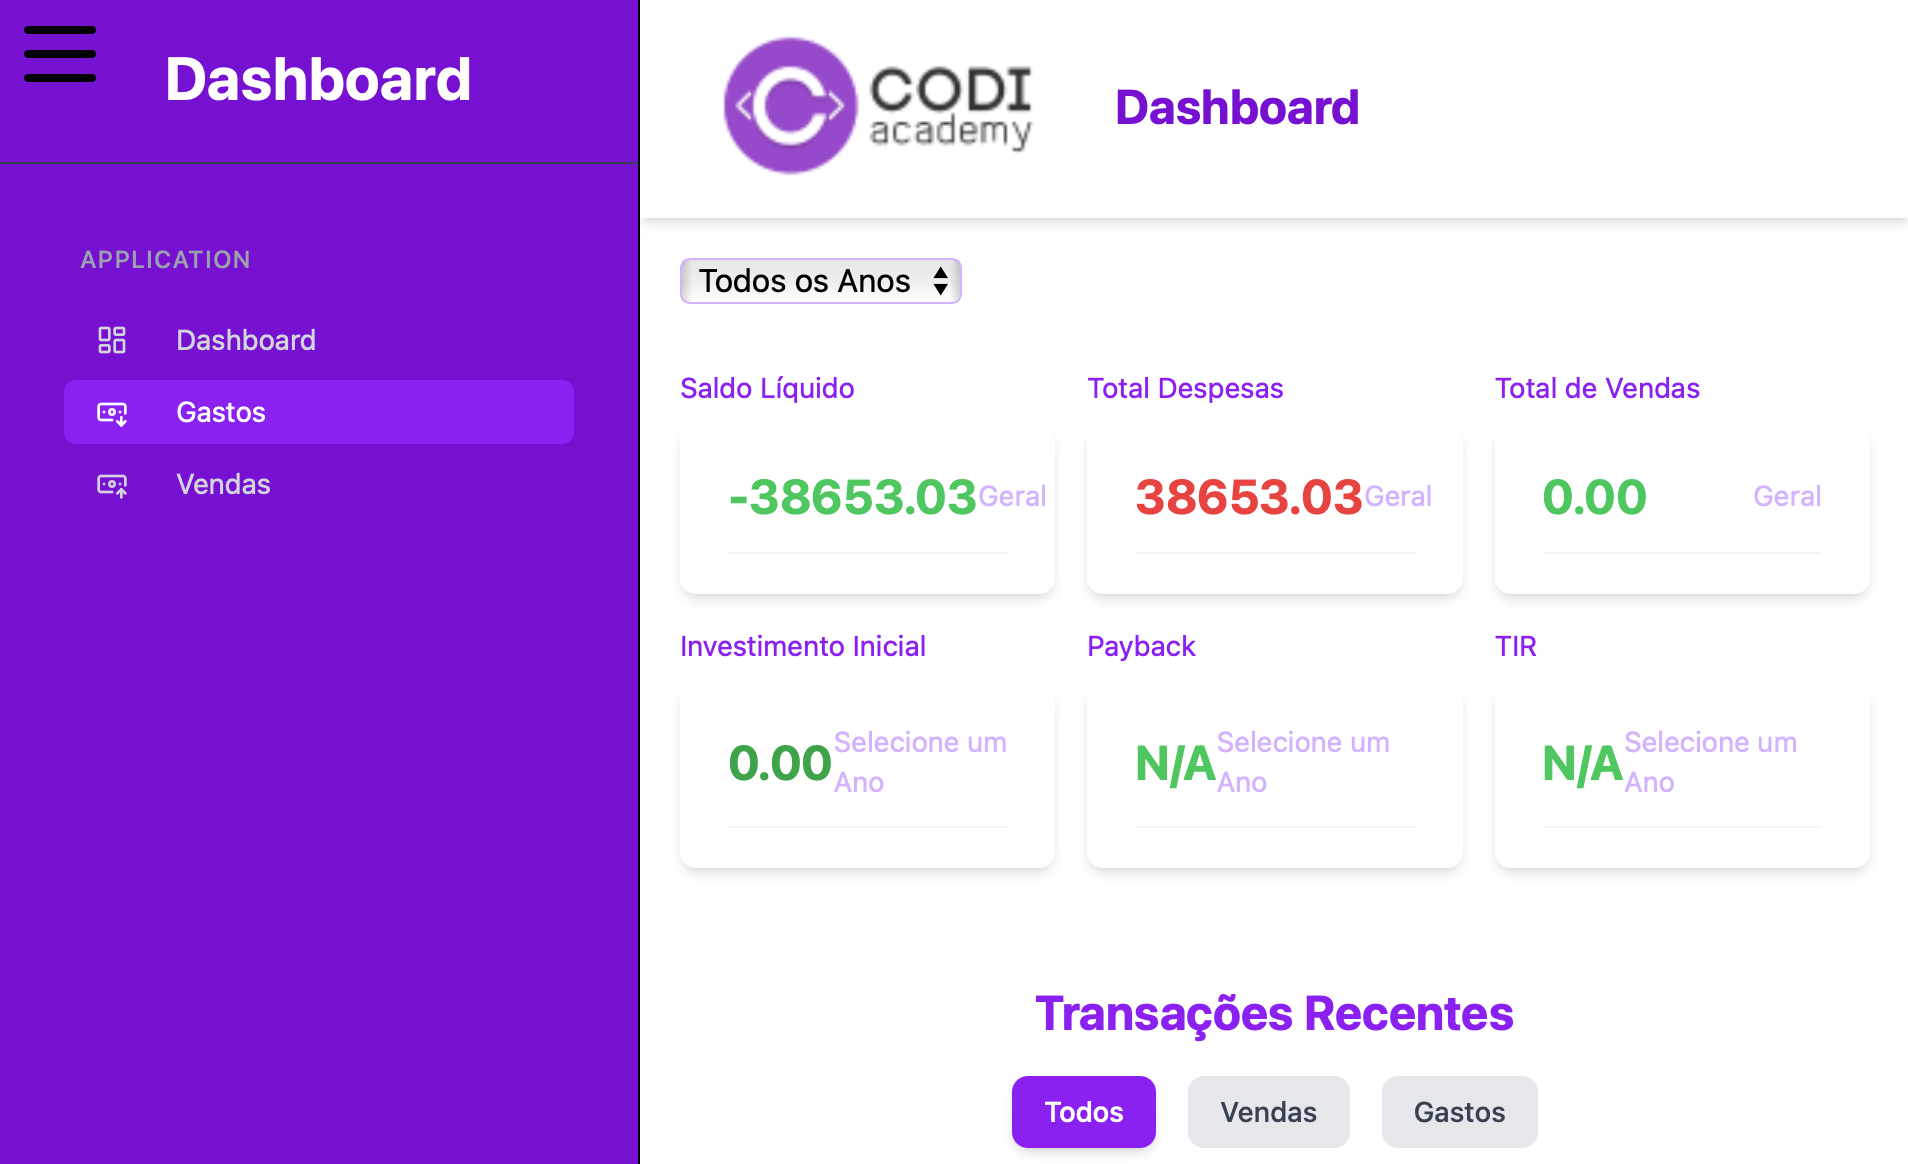 Dashboard
APPLICATION
Dashboard
Gastos
Vendas
CODI
academy
Dashboard
Todos os Anos
Saldo Líquido
-38653.03 Geral
Total Despesas
38653.03 Geral
Total de Vendas
0.00 Geral
Investimento Inicial
0.00 Selecione um
Ano
Payback
N/A Selecione um
Ano
TIR
N/A Selecione um
Ano
Transações Recentes
Todos
Vendas
Gastos